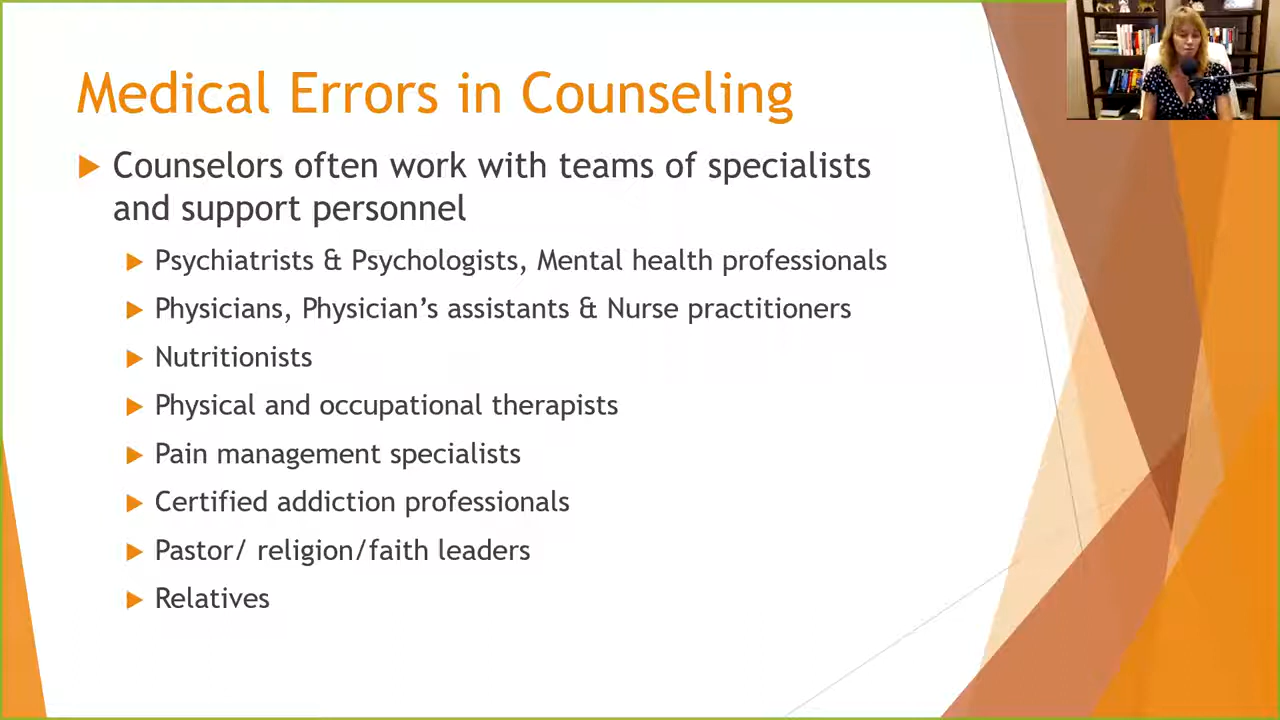 Medical Errors in Counseling
Counselors often work with teams of specialists
and support personnel
Psychiatrists & Psychologists, Mental health professionals
Physicians, Physician’s assistants & Nurse practitioners
Nutritionists
Physical and occupational therapists
Pain management specialists
Certified addiction professionals
Pastor/ religion/faith leaders
Relatives